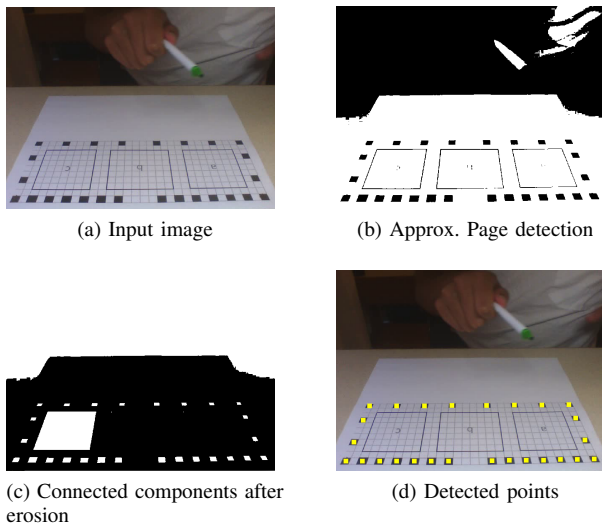 (a) Input image
(b) Approx. Page detection
(c) Connected components after
erosion
(d) Detected points
c
b
a